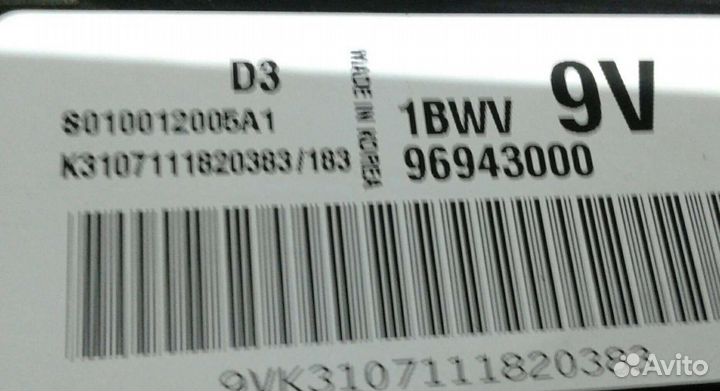 D3
S010012005A1
K3107111820383/183
MADE IN KOREA
1BWV 9V
96943000
9VK3107111820383
Avito